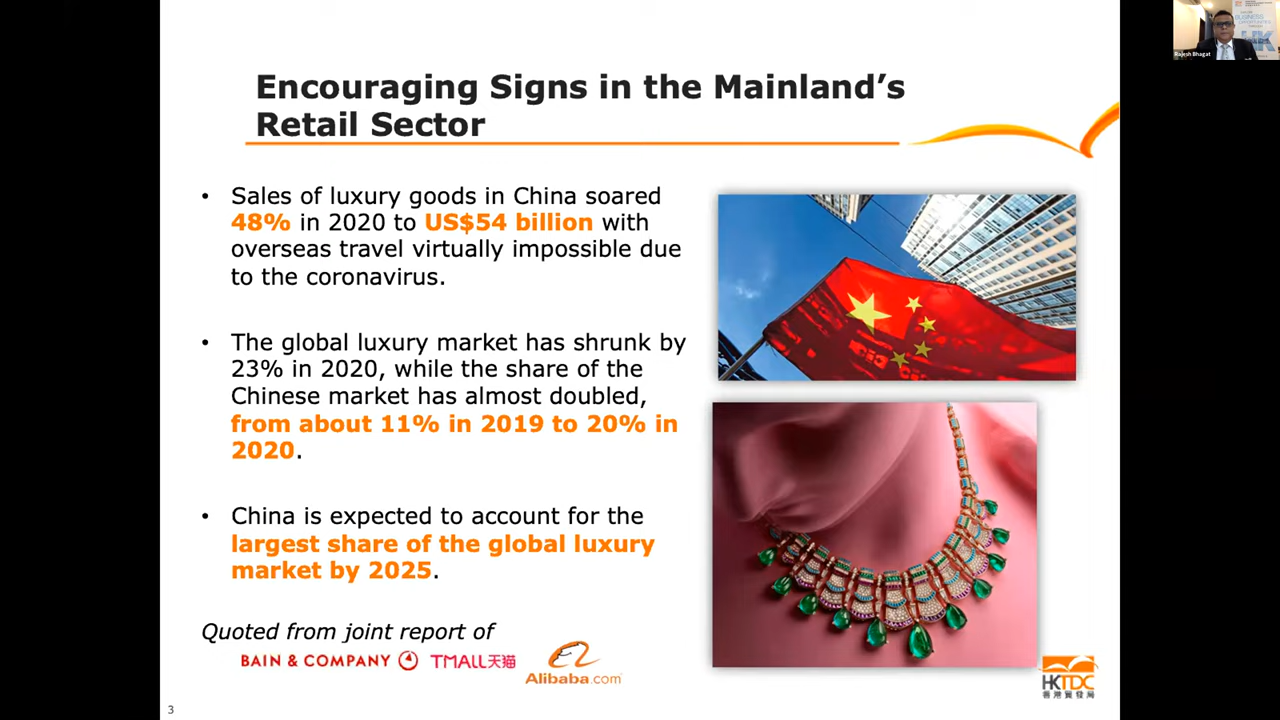 Rajesh Bhagat
Encouraging Signs in the Mainland's
Retail Sector
• Sales of luxury goods in China soared
48% in 2020 to US$54 billion with
overseas travel virtually impossible due
to the coronavirus.
• The global luxury market has shrunk by
23% in 2020, while the share of the
Chinese market has almost doubled,
from about 11% in 2019 to 20% in
2020.
• China is expected to account for the
largest share of the global luxury
market by 2025.
Quoted from joint report of
BAIN & COMPANY
TMALL天猫
Alibaba.com
HKTDC
香港貿發局
3